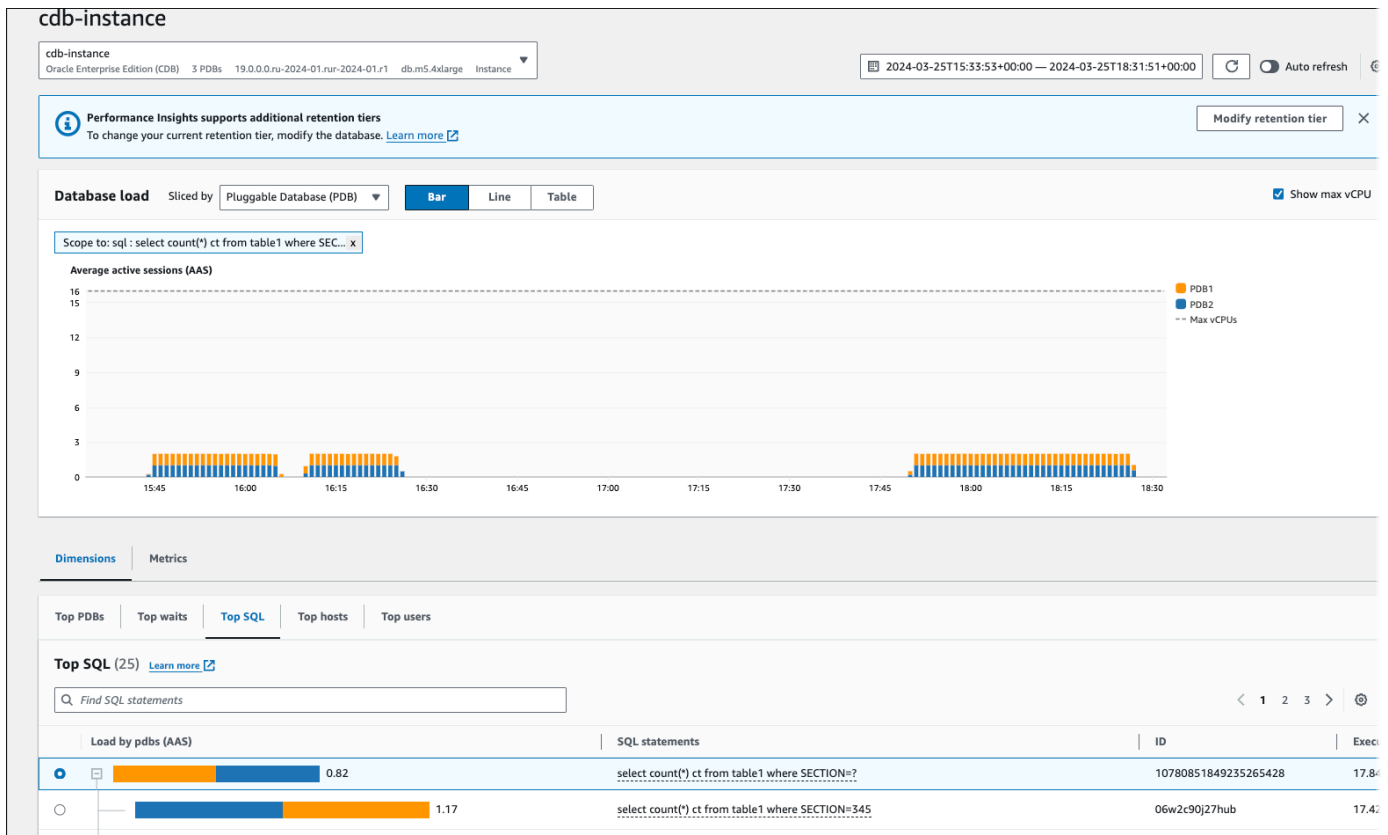 cdb-instance
cdb-instance
Oracle Enterprise Edition (CDB) 3 PDBs 19.0.0.0.ru-2024-01.rur-2024-01.r1 db.m5.4xlarge Instance
2024-03-25T15:33:53+00:00 — 2024-03-25T18:31:51+00:00
Auto refresh
Performance Insights supports additional retention tiers
To change your current retention tier, modify the database. Learn more
Modify retention tier
Database load Sliced by Pluggable Database (PDB) Bar Line Table Show max vCPU
Scope to: sql : select count(*) ct from table1 where SEC... x
Average active sessions (AAS)
16
15
12
9
6
3
0
15:45 16:00 16:15 16:30 16:45 17:00 17:15 17:30 17:45 18:00 18:15 18:30
PDB1
PDB2
Max vCPUs
Dimensions Metrics
Top PDBs Top waits Top SQL Top hosts Top users
Top SQL (25) Learn more
Find SQL statements
1 2 3
Load by pdbs (AAS) SQL statements ID Execu
0.82 select count(*) ct from table1 where SECTION=? 10780851849235265428 17.84
1.17 select count(*) ct from table1 where SECTION=345 06w2c90j27hub 17.42